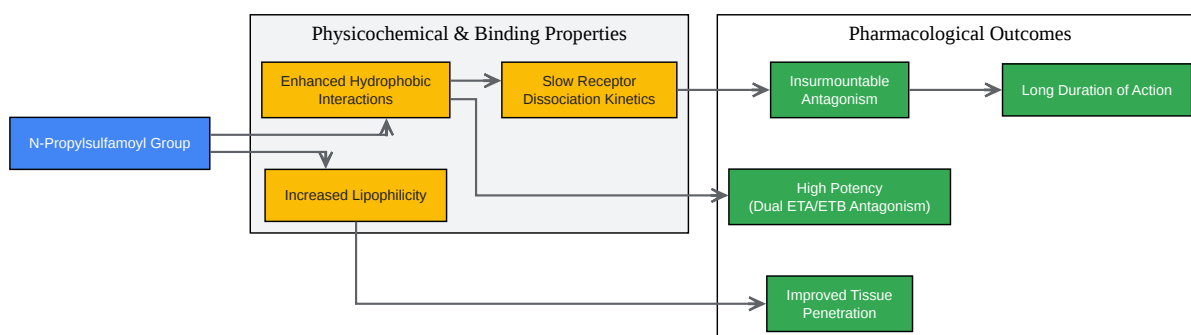 Physicochemical & Binding Properties
Pharmacological Outcomes
Enhanced Hydrophobic
Interactions
Slow Receptor
Dissociation Kinetics
Insurmountable
Antagonism
Long Duration of Action
N-Propylsulfamoyl Group
Increased Lipophilicity
High Potency
(Dual ETA/ETB Antagonism)
Improved Tissue
Penetration